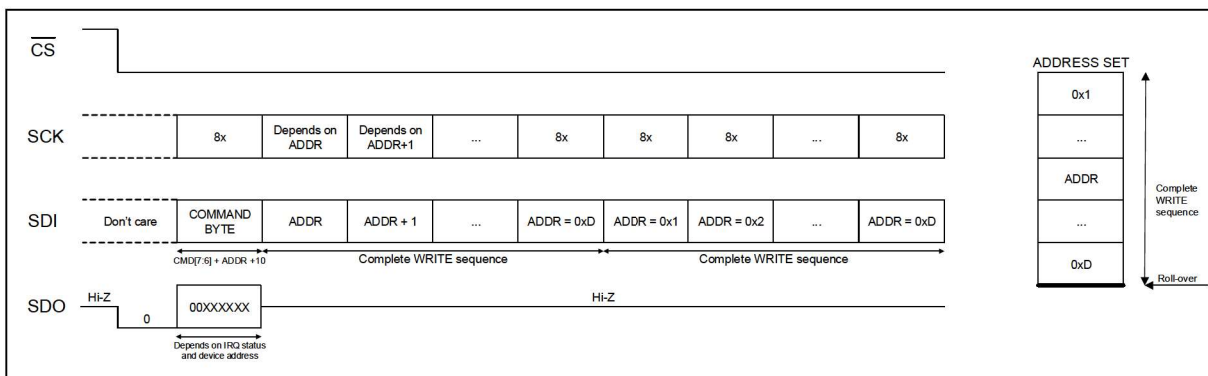 CS
SCK
8x
Depends on
ADDR
Depends on
ADDR+1
...
8x
8x
8x
...
8x
SDI
Don't care
COMMAND
BYTE
ADDR
ADDR + 1
...
ADDR = 0xD
ADDR = 0x1
ADDR = 0x2
...
ADDR = 0xD
CMD[7:6] + ADDR +10
Complete WRITE sequence
Complete WRITE sequence
SDO
Hi-Z
0
00XXXXXX
Hi-Z
Depends on IRQ status
and device address
ADDRESS SET
0x1
...
ADDR
...
0xD
Complete
WRITE
sequence
Roll-over